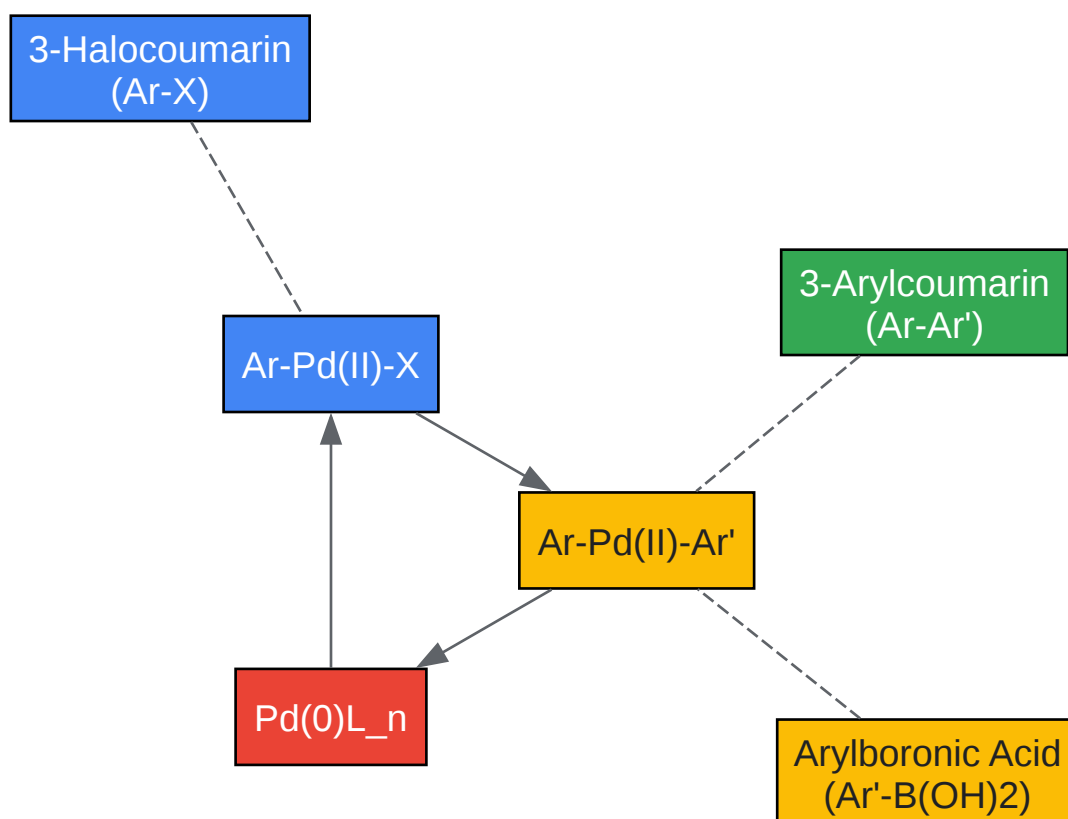 3-Halocoumarin
(Ar-X)
3-Arylcoumarin
(Ar-Ar')
Ar-Pd(II)-X
Ar-Pd(II)-Ar'
Pd(0)L_n
Arylboronic Acid
(Ar'-B(OH)2)